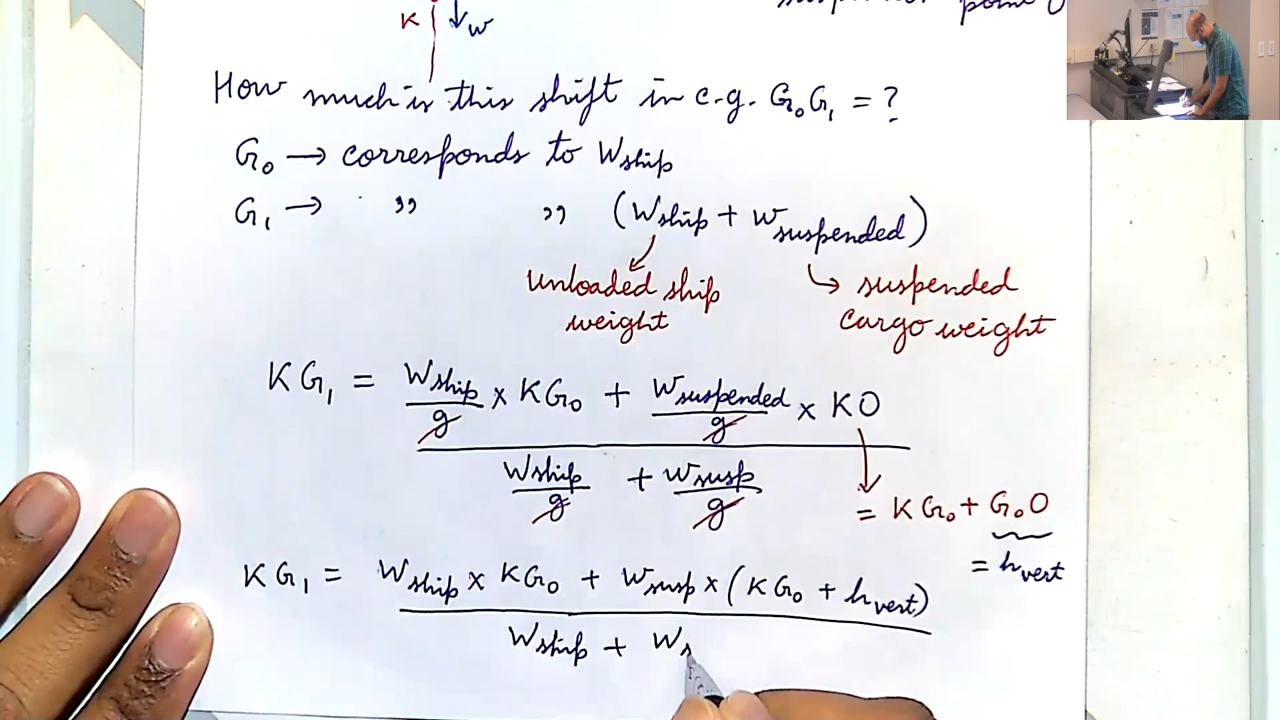 K W
How much is this shift in c.g. G₀G₁ = ?
G₀ → corresponds to Wship
G₁ → " " (Wship + Wsuspended)
unloaded ship weight
suspended cargo weight
KG₁ = (Wship/g × KG₀ + Wsuspended/g × KO) / (Wship/g + Wsusp/g)
= KG₀ + G₀O
= hvert
KG₁ = Wship × KG₀ + Wsusp × (KG₀ + hvert)
Wship + Ws